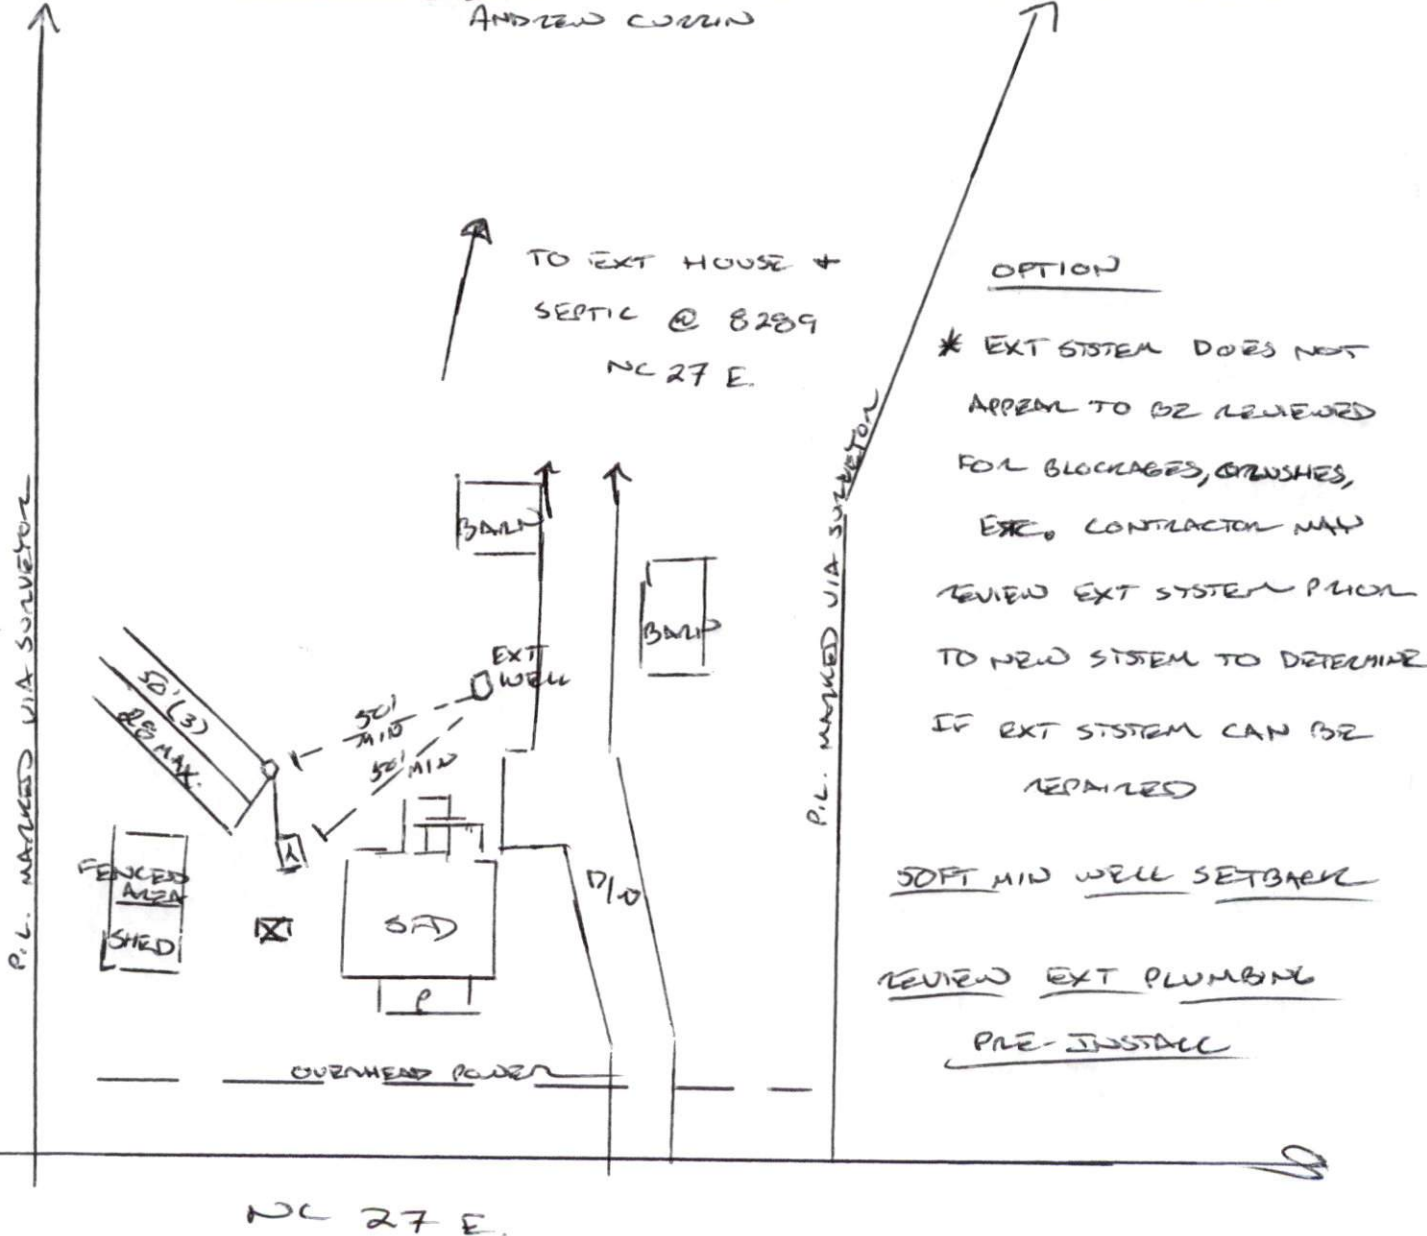 ANDREW CURRIN
TO EXT HOUSE +
SEPTIC @ 8289
NC 27 E.
OPTION
* EXT SYSTEM DOES NOT
APPEAR TO BE REVIEWED
FOR BLOCKAGES, CRUSHES,
ETC. CONTRACTOR MAY
REVIEW EXT SYSTEM PRIOR
TO NEW SYSTEM TO DETERMINE
IF EXT SYSTEM CAN BE
REPAIRED
50FT MIN WELL SETBACK
REVIEW EXT PLUMBING
PRE-INSTALL
P.L. MARKED VIA SURVEYOR
P.L. MARKED VIA SURVEYOR
BARN
BARN
EXT
WELL
50' (3)
28 MAX.
50'
MIN
50' MIN
FENCED
AREA
SHED
SFD
P
D/W
OVERHEAD POWER
NC 27 E.